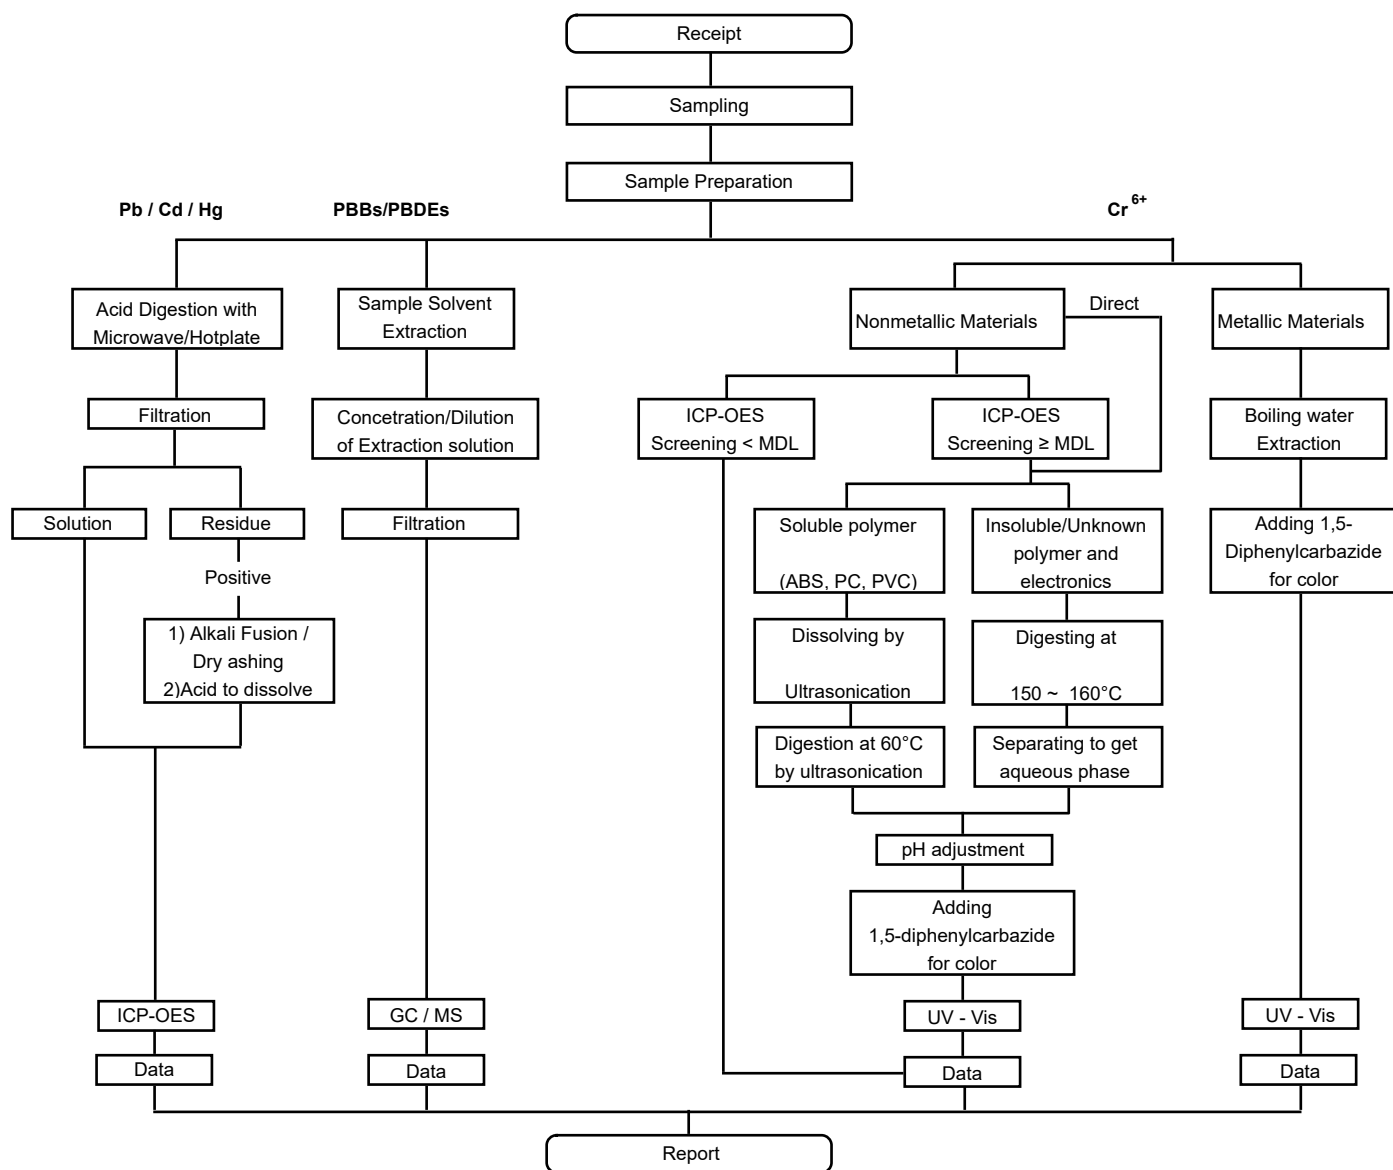 Receipt
Sampling
Sample Preparation
Pb / Cd / Hg
PBBs/PBDEs
Cr 6+
Acid Digestion with
Microwave/Hotplate
Sample Solvent
Extraction
Nonmetallic Materials
Direct
Metallic Materials
Filtration
Concetration/Dilution
of Extraction solution
ICP-OES
Screening < MDL
ICP-OES
Screening ≥ MDL
Boiling water
Extraction
Solution
Residue
Filtration
Soluble polymer
(ABS, PC, PVC)
Insoluble/Unknown
polymer and
electronics
Adding 1,5-
Diphenylcarbazide
for color
Positive
1) Alkali Fusion /
Dry ashing
2)Acid to dissolve
Dissolving by
Ultrasonication
Digesting at
150 ~ 160°C
Digestion at 60°C
by ultrasonication
Separating to get
aqueous phase
pH adjustment
Adding
1,5-diphenylcarbazide
for color
ICP-OES
GC / MS
UV - Vis
UV - Vis
Data
Data
Data
Data
Report